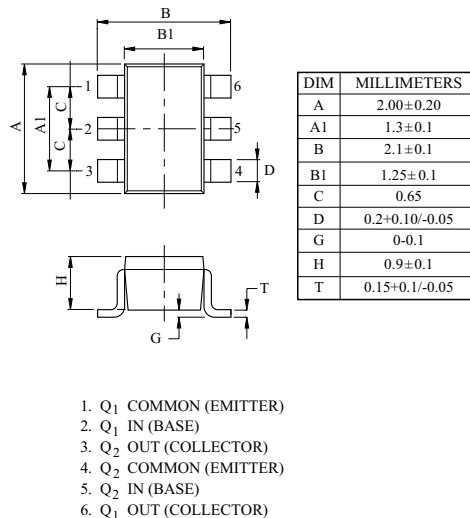 B
B1
1
6
A
A1
C
2
5
C
3
4
D
H
T
G
DIM MILLIMETERS
A 2.00±0.20
A1 1.3±0.1
B 2.1±0.1
B1 1.25±0.1
C 0.65
D 0.2+0.10/-0.05
G 0-0.1
H 0.9±0.1
T 0.15+0.1/-0.05
1. Q1 COMMON (EMITTER)
2. Q1 IN (BASE)
3. Q2 OUT (COLLECTOR)
4. Q2 COMMON (EMITTER)
5. Q2 IN (BASE)
6. Q1 OUT (COLLECTOR)